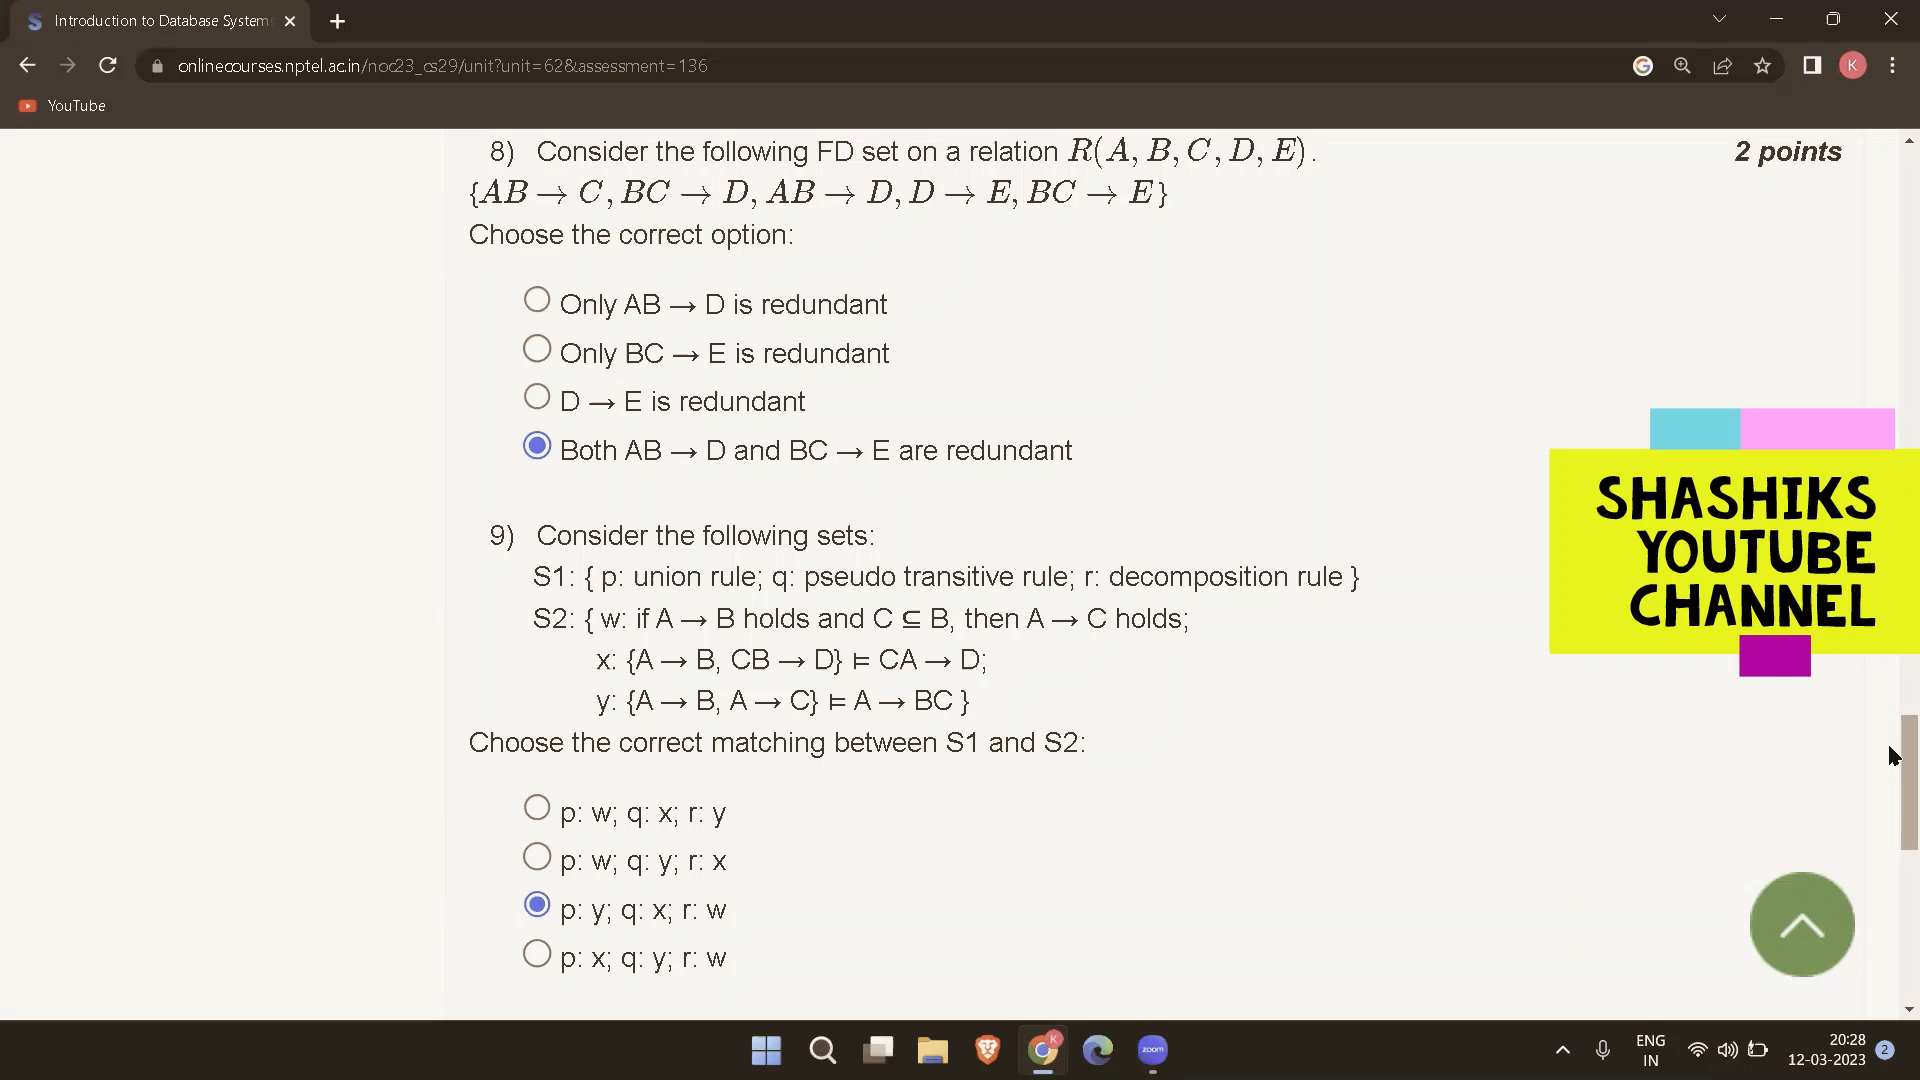 Introduction to Database System
onlinecourses.nptel.ac.in/noc23_cs29/unit?unit=62&assessment=136
K
YouTube
8) Consider the following FD set on a relation R(A, B, C, D, E).
2 points
{AB → C, BC → D, AB → D, D → E, BC → E}
Choose the correct option:
Only AB → D is redundant
Only BC → E is redundant
D → E is redundant
Both AB → D and BC → E are redundant
SHASHIKS
YOUTUBE
CHANNEL
9) Consider the following sets:
S1: { p: union rule; q: pseudo transitive rule; r: decomposition rule }
S2: { w: if A → B holds and C ⊆ B, then A → C holds;
x: {A → B, CB → D} ⊨ CA → D;
y: {A → B, A → C} ⊨ A → BC }
Choose the correct matching between S1 and S2:
p: w; q: x; r: y
p: w; q: y; r: x
p: y; q: x; r: w
p: x; q: y; r: w
K
zoom
ENG
IN
20:28
12-03-2023
2